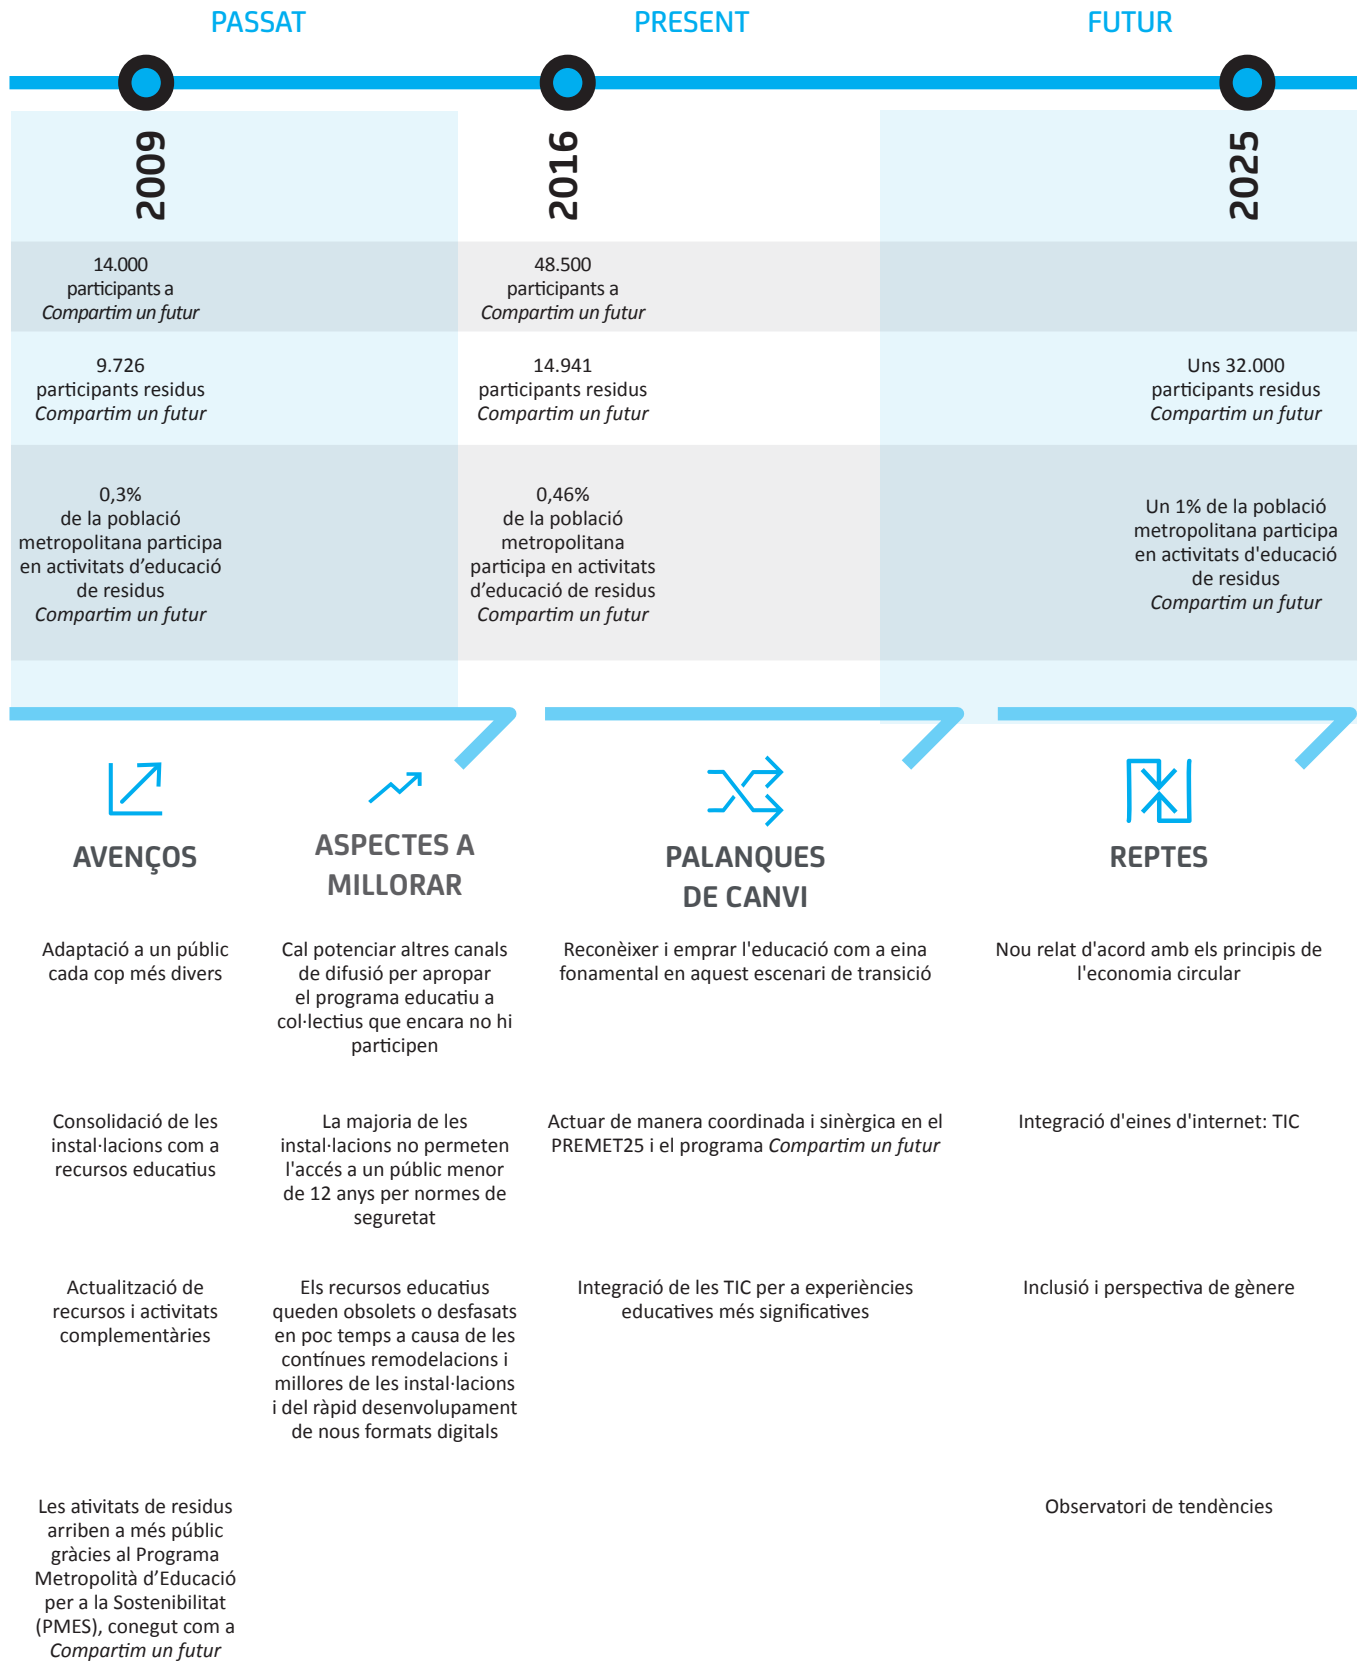 PASSAT
PRESENT
FUTUR
2009
2016
2025
14.000
participants a
Compartim un futur
48.500
participants a
Compartim un futur
9.726
participants residus
Compartim un futur
14.941
participants residus
Compartim un futur
Uns 32.000
participants residus
Compartim un futur
0,3%
de la població
metropolitana participa
en activitats d’educació
de residus
Compartim un futur
0,46%
de la població
metropolitana
participa en activitats
d’educació de residus
Compartim un futur
Un 1% de la població
metropolitana participa
en activitats d'educació
de residus
Compartim un futur
AVENÇOS
Adaptació a un públic
cada cop més divers
Consolidació de les
instal·lacions com a
recursos educatius
Actualització de
recursos i activitats
complementàries
Les ativitats de residus
arriben a més públic
gràcies al Programa
Metropolità d’Educació
per a la Sostenibilitat
(PMES), conegut com a
Compartim un futur
ASPECTES A
MILLORAR
Cal potenciar altres canals
de difusió per apropar
el programa educatiu a
col·lectius que encara no hi
participen
La majoria de les
instal·lacions no permeten
l'accés a un públic menor
de 12 anys per normes de
seguretat
Els recursos educatius
queden obsolets o desfasats
en poc temps a causa de les
contínues remodelacions i
millores de les instal·lacions
i del ràpid desenvolupament
de nous formats digitals
PALANQUES
DE CANVI
Reconèixer i emprar l'educació com a eina
fonamental en aquest escenari de transició
Actuar de manera coordinada i sinèrgica en el
PREMET25 i el programa Compartim un futur
Integració de les TIC per a experiències
educatives més significatives
REPTES
Nou relat d'acord amb els principis de
l'economia circular
Integració d'eines d'internet: TIC
Inclusió i perspectiva de gènere
Observatori de tendències